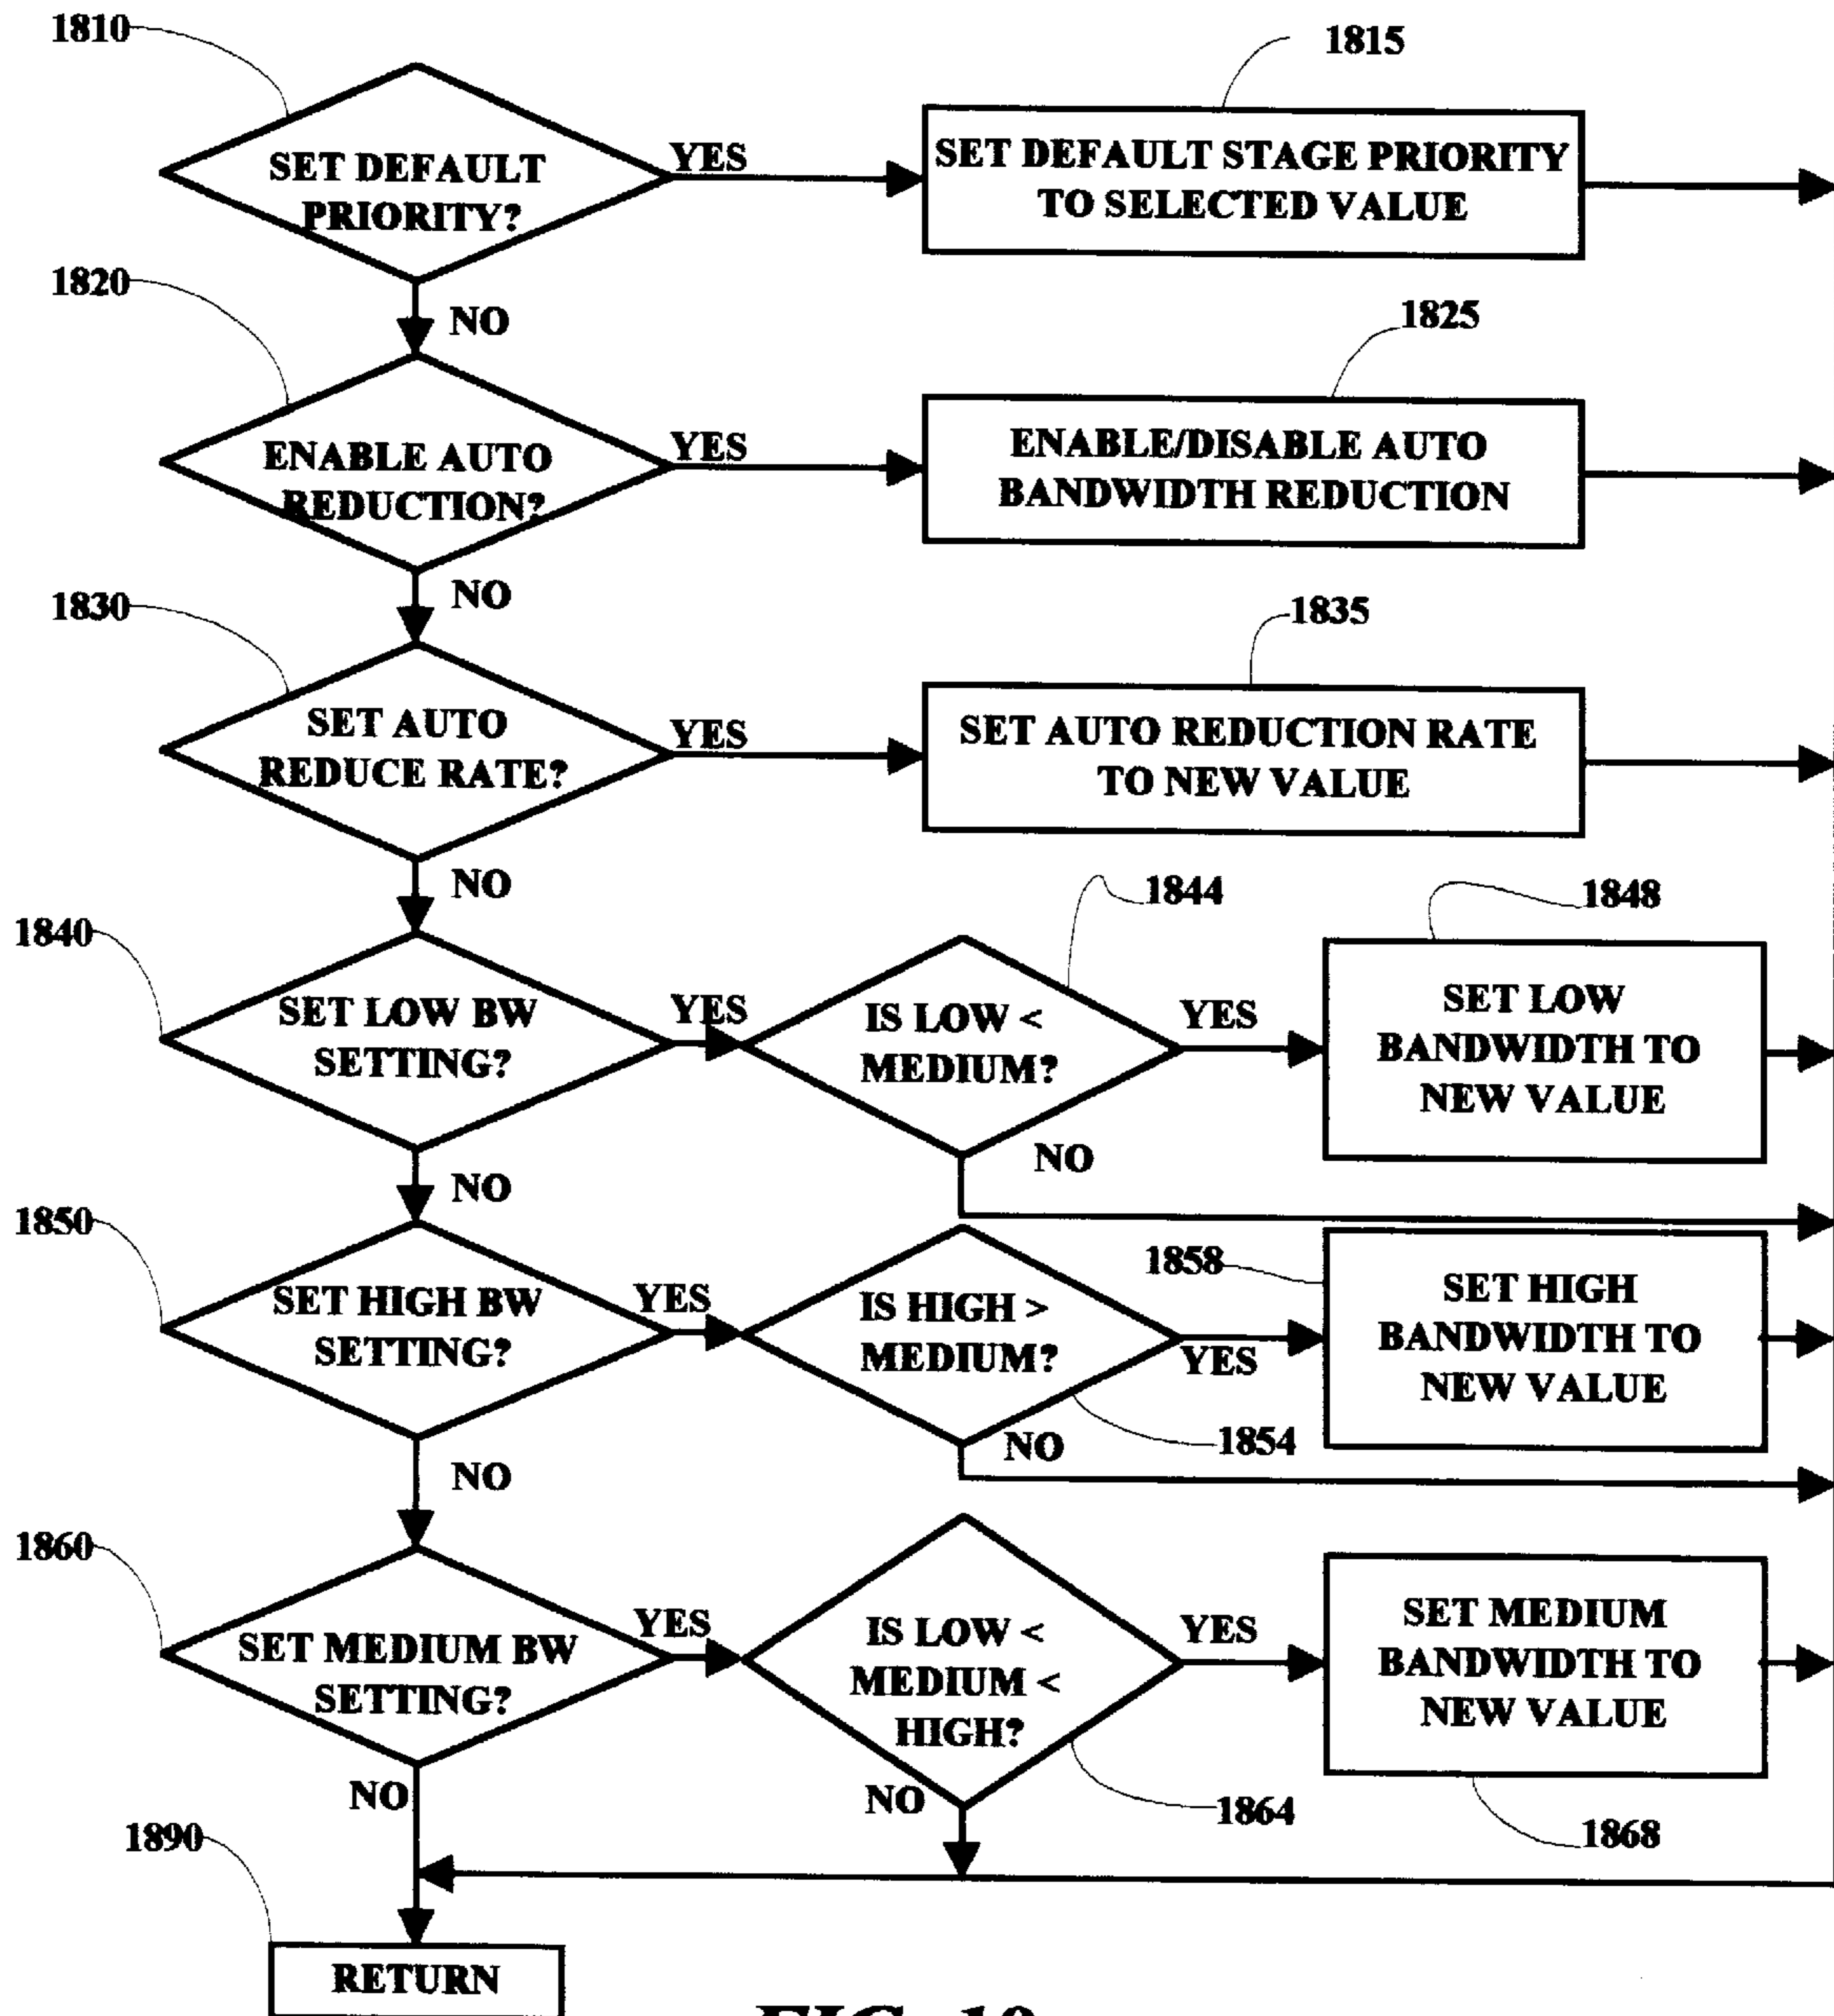 1810
1815
SET DEFAULT
PRIORITY?
YES
SET DEFAULT STAGE PRIORITY
TO SELECTED VALUE
NO
1820
1825
ENABLE AUTO
REDUCTION?
YES
ENABLE/DISABLE AUTO
BANDWIDTH REDUCTION
NO
1830
1835
SET AUTO
REDUCE RATE?
YES
SET AUTO REDUCTION RATE
TO NEW VALUE
NO
1840
1844
1848
SET LOW BW
SETTING?
YES
IS LOW <
MEDIUM?
YES
SET LOW
BANDWIDTH TO
NEW VALUE
NO
NO
1850
1858
SET HIGH BW
SETTING?
YES
IS HIGH >
MEDIUM?
YES
SET HIGH
BANDWIDTH TO
NEW VALUE
NO
1854
NO
1860
SET MEDIUM BW
SETTING?
YES
IS LOW <
MEDIUM <
HIGH?
YES
SET MEDIUM
BANDWIDTH TO
NEW VALUE
NO
NO
1864
1868
1890
RETURN